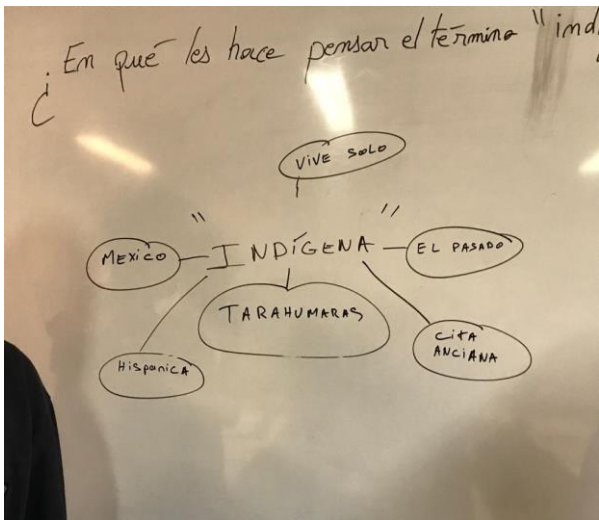 ¿En qué les hace pensar el término "ind
VIVE SOLO
"INDÍGENA"
MExico
EL PASADO
TARAHUMARAS
CitA
ANCIANA
HispanicA